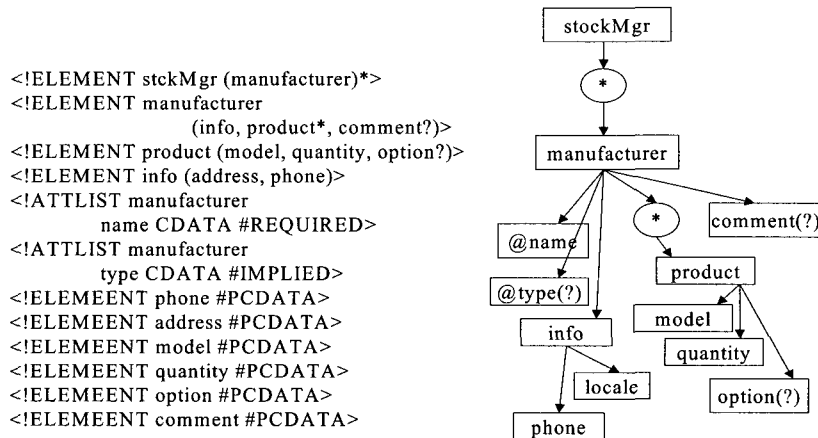 <!ELEMENT stckMgr (manufacturer)*>
<!ELEMENT manufacturer
(info, product*, comment?)>
<!ELEMENT product (model, quantity, option?)>
<!ELEMENT info (address, phone)>
<!ATTLIST manufacturer
name CDATA #REQUIRED>
<!ATTLIST manufacturer
type CDATA #IMPLIED>
<!ELEMEENT phone #PCDATA>
<!ELEMEENT address #PCDATA>
<!ELEMEENT model #PCDATA>
<!ELEMEENT quantity #PCDATA>
<!ELEMEENT option #PCDATA>
<!ELEMEENT comment #PCDATA>
stockMgr
*
manufacturer
@name
*
comment(?)
@type(?)
product
info
model
quantity
locale
option(?)
phone